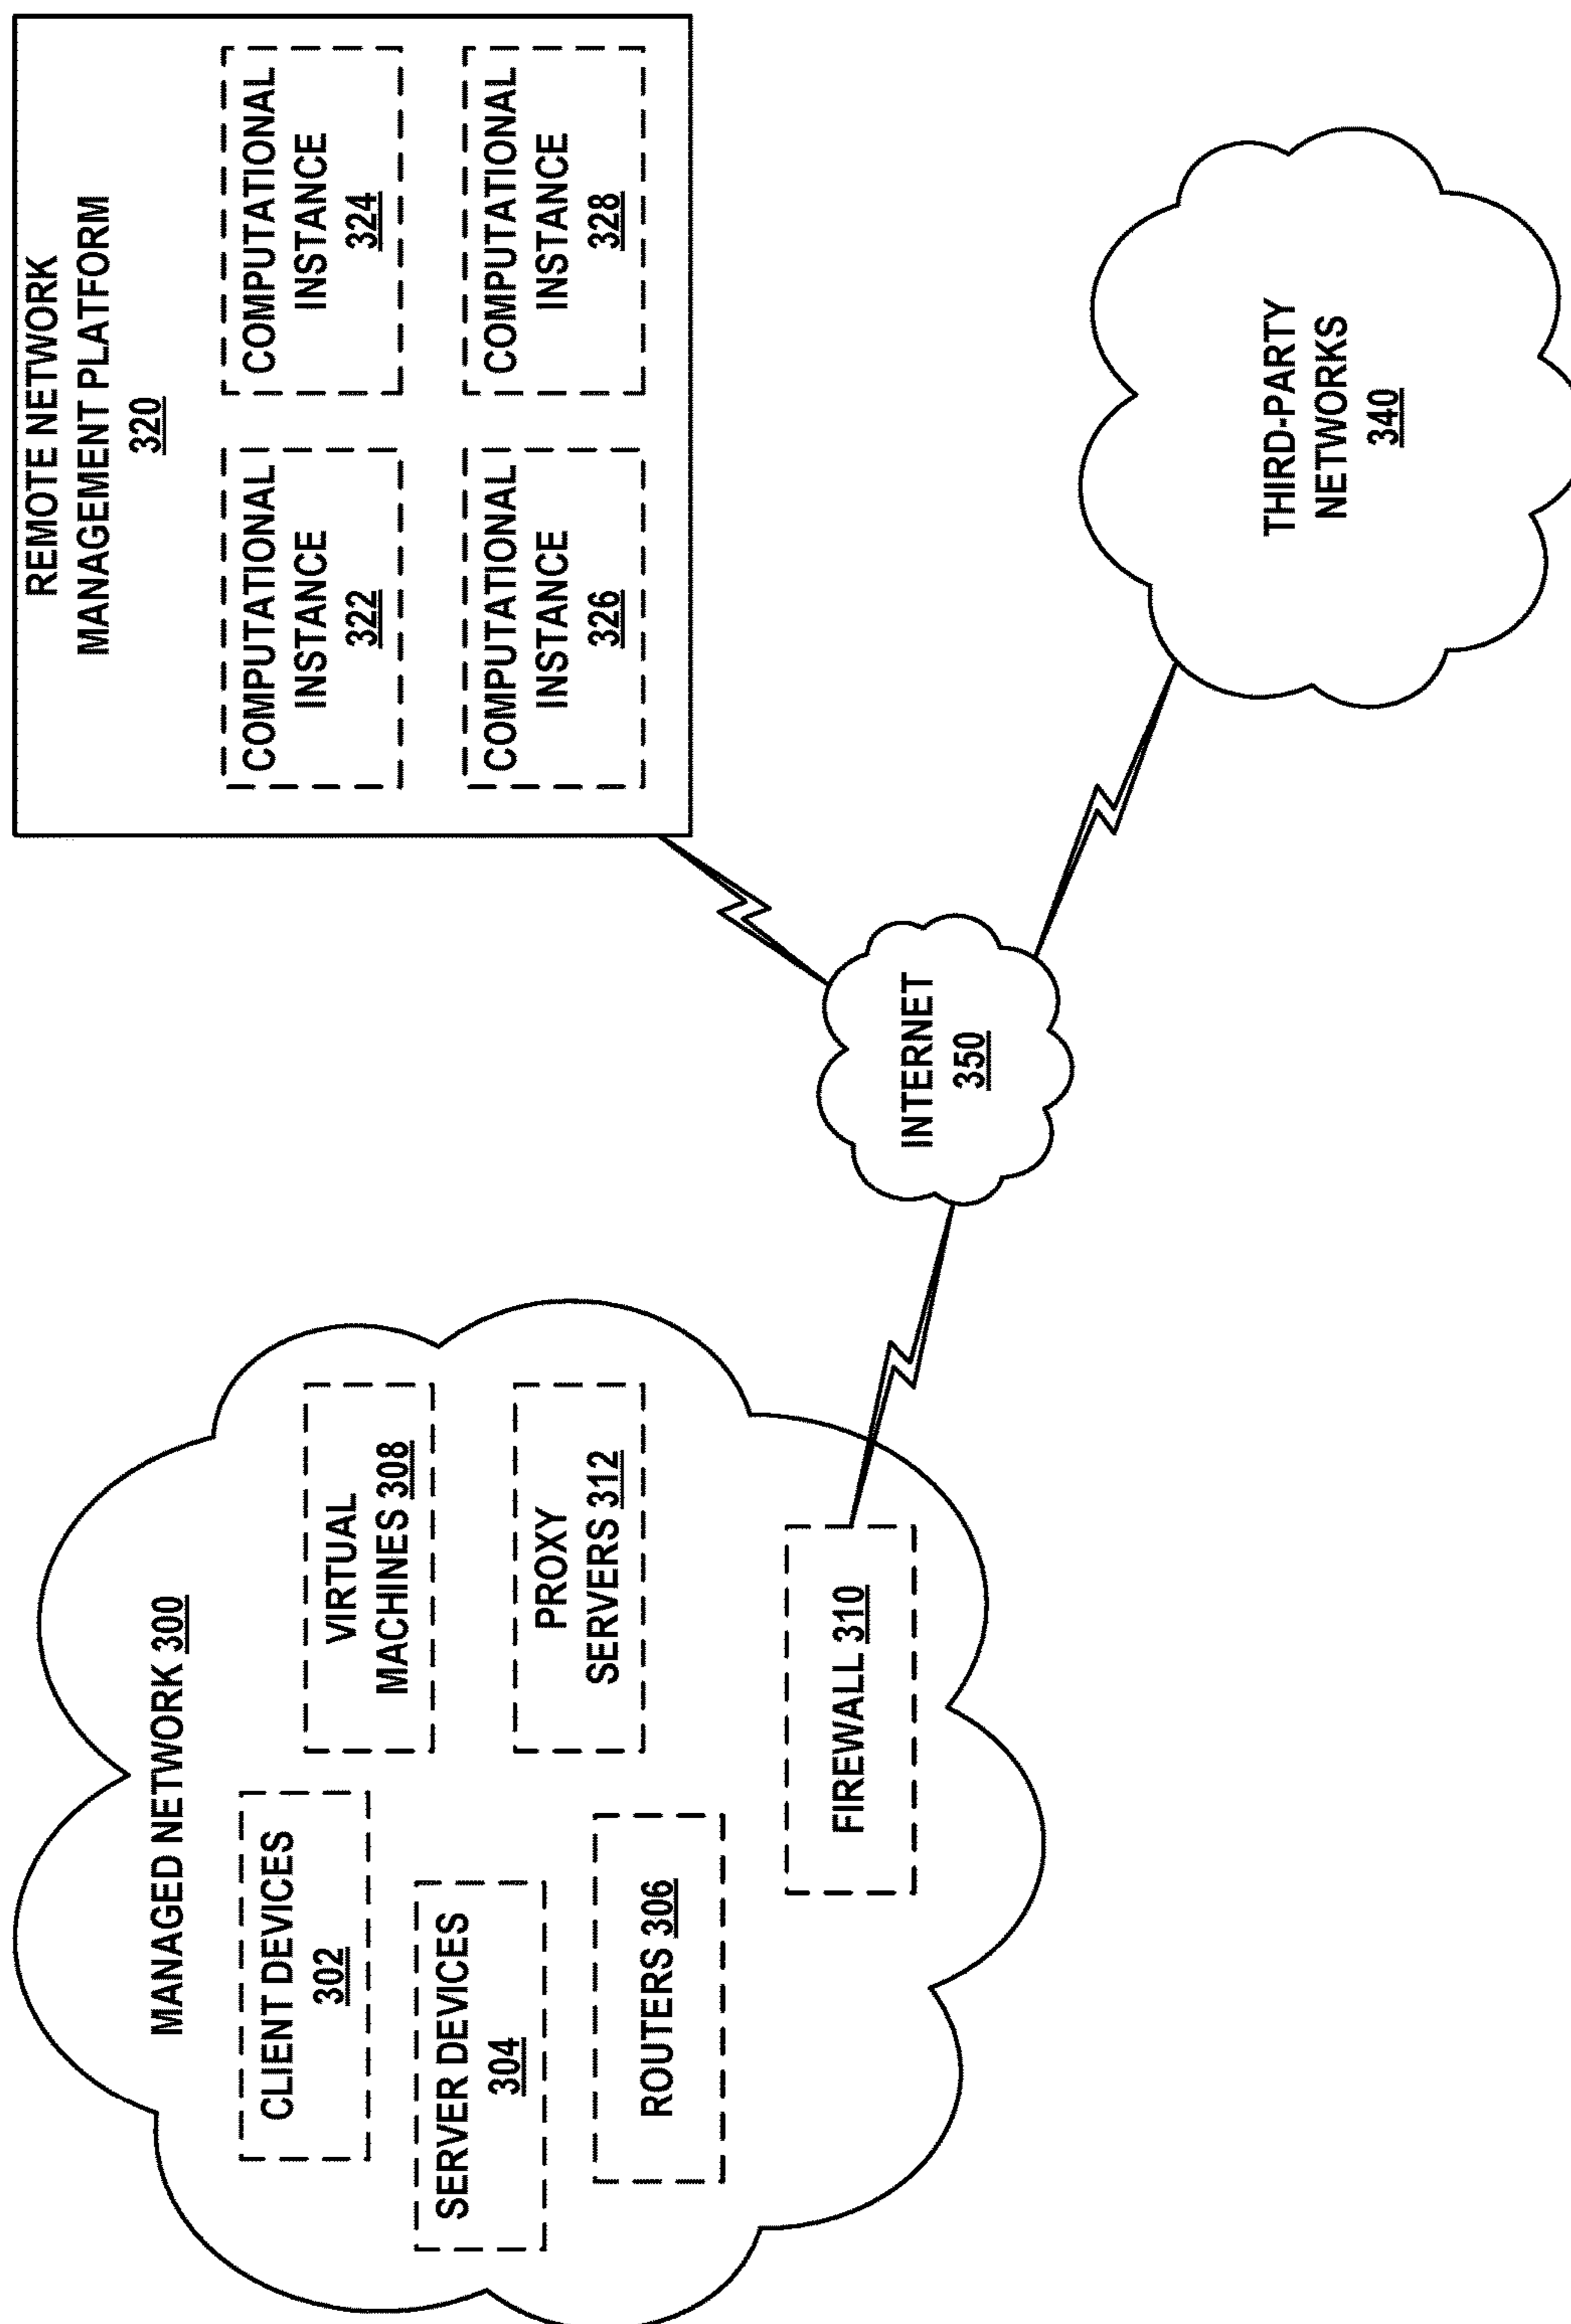 MANAGED NETWORK 300
CLIENT DEVICES
302
SERVER DEVICES
304
ROUTERS 306
VIRTUAL
MACHINES 308
PROXY
SERVERS 312
FIREWALL 310
INTERNET
350
REMOTE NETWORK
MANAGEMENT PLATFORM
320
COMPUTATIONAL
INSTANCE
322
COMPUTATIONAL
INSTANCE
324
COMPUTATIONAL
INSTANCE
326
COMPUTATIONAL
INSTANCE
328
THIRD-PARTY
NETWORKS
340